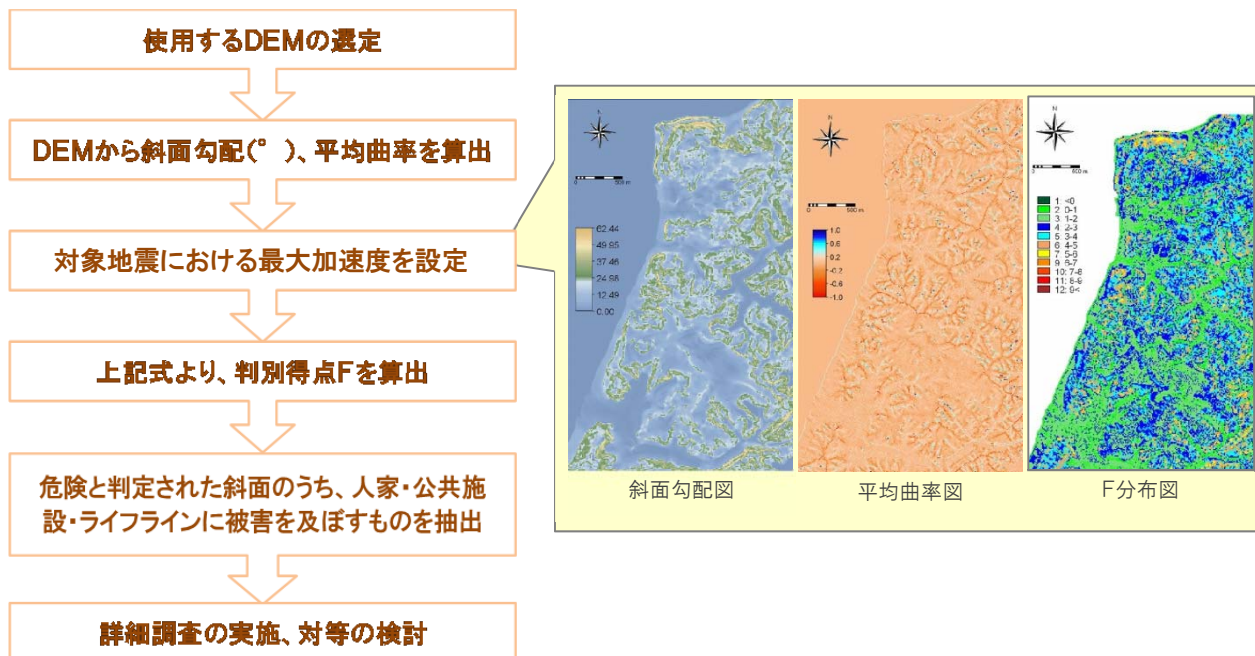 使用するDEMの選定
DEMから斜面勾配(°)、平均曲率を算出
対象地震における最大加速度を設定
上記式より、判別得点Fを算出
危険と判定された斜面のうち、人家・公共施
設・ライフラインに被害を及ぼすものを抽出
詳細調査の実施、対等の検討
N
0
600 m
62.44
49.95
37.46
24.98
12.49
0.00
斜面勾配図
N
0
1.0
0.6
0.2
-0.2
-0.6
-1.0
平均曲率図
N
0
600 m
1: <0
2: 0-1
3: 1-2
4: 2-3
5: 3-4
6: 4-5
7: 5-6
10: 7-8
11: 8-9
12: 9<
F分布図